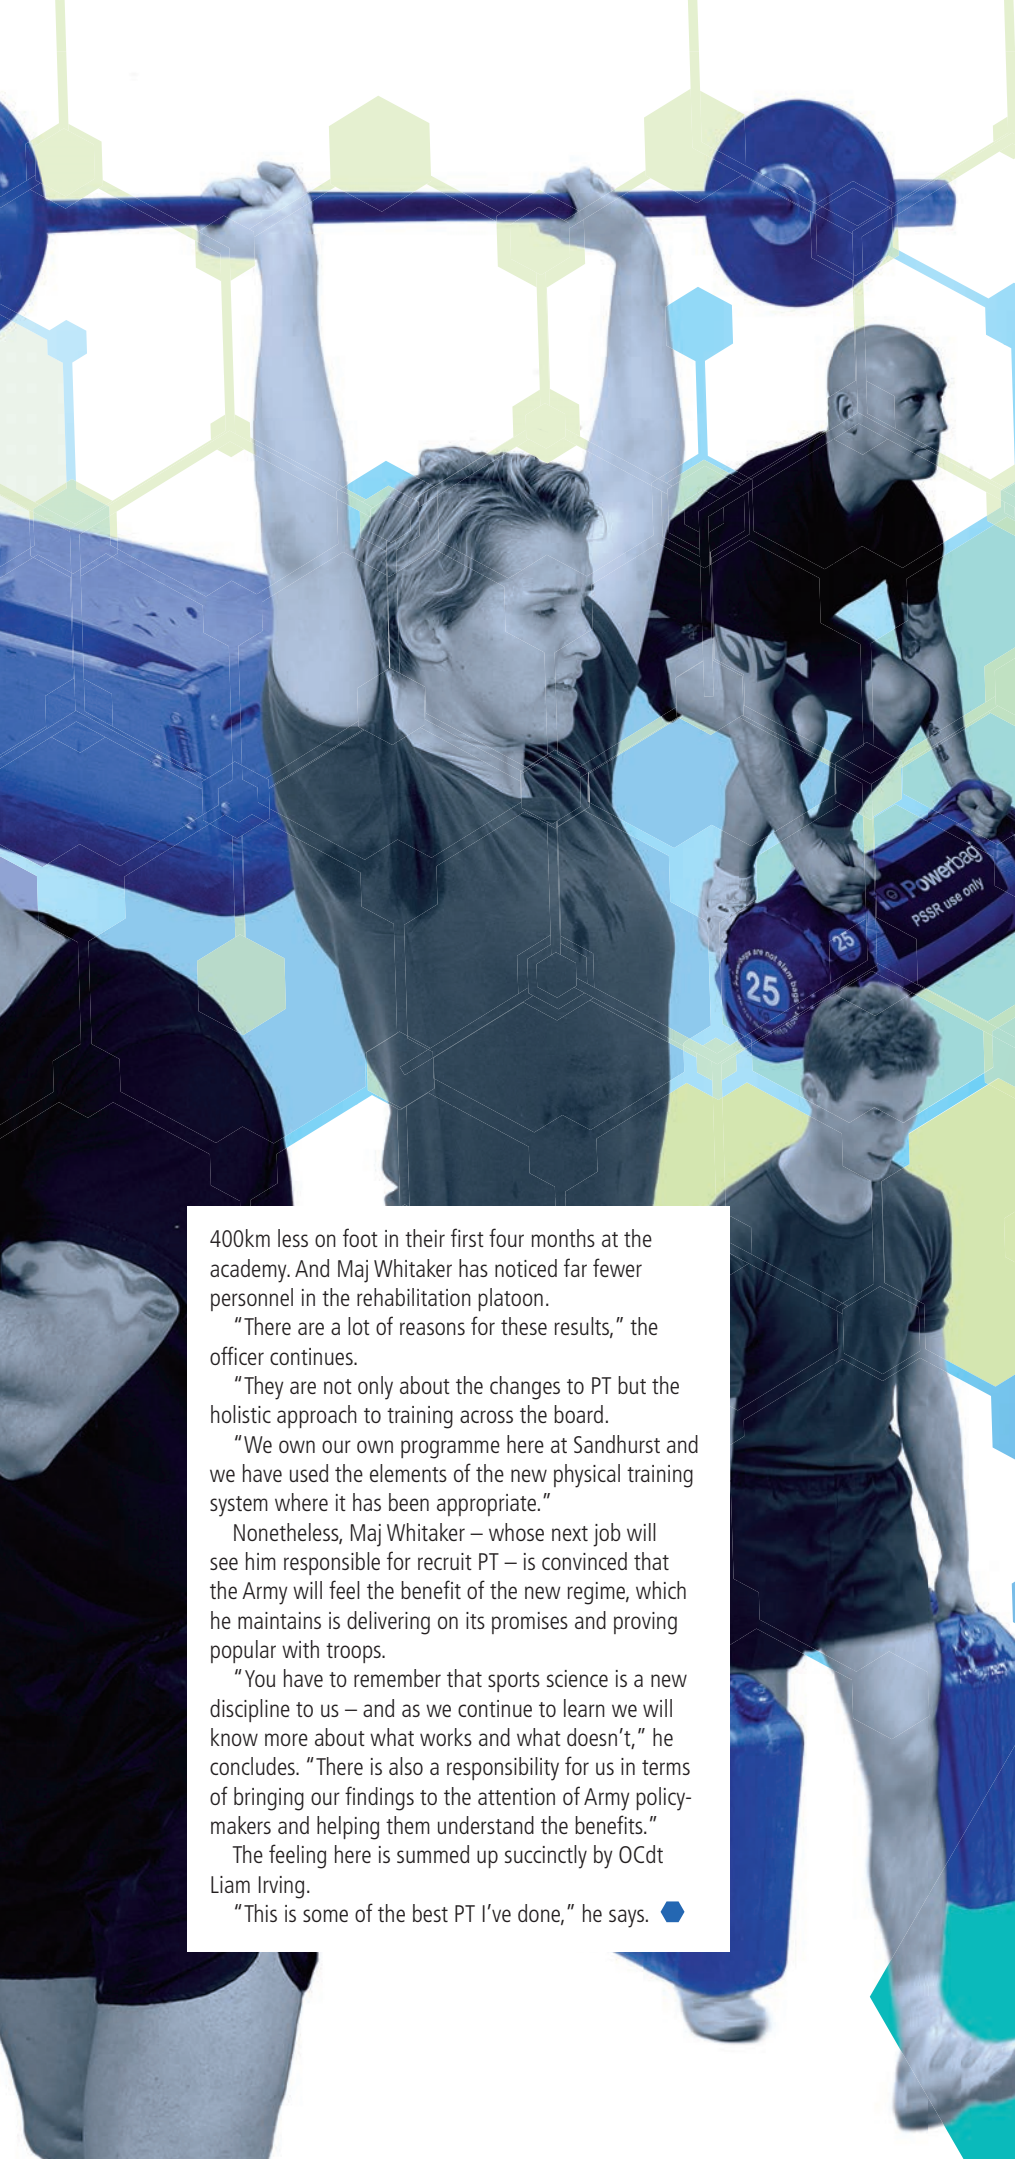 Powerbag
PSSR use only
25
25
400km less on foot in their first four months at the
academy. And Maj Whitaker has noticed far fewer
personnel in the rehabilitation platoon.
“There are a lot of reasons for these results,” the
officer continues.
“They are not only about the changes to PT but the
holistic approach to training across the board.
“We own our own programme here at Sandhurst and
we have used the elements of the new physical training
system where it has been appropriate.”
Nonetheless, Maj Whitaker – whose next job will
see him responsible for recruit PT – is convinced that
the Army will feel the benefit of the new regime, which
he maintains is delivering on its promises and proving
popular with troops.
“You have to remember that sports science is a new
discipline to us – and as we continue to learn we will
know more about what works and what doesn’t,” he
concludes. “There is also a responsibility for us in terms
of bringing our findings to the attention of Army policy-
makers and helping them understand the benefits.”
The feeling here is summed up succinctly by OCdt
Liam Irving.
“This is some of the best PT I’ve done,” he says.